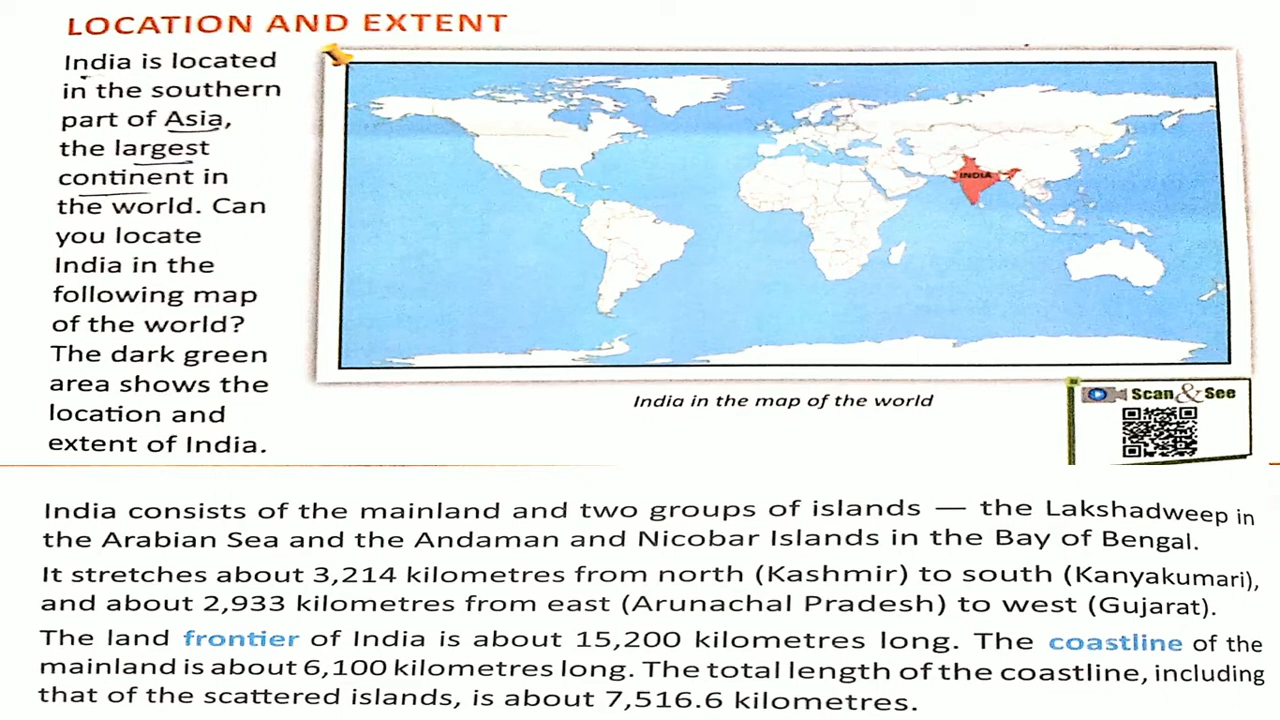 LOCATION AND EXTENT
India is located
in the southern
part of Asia,
the largest
continent in
the world. Can
you locate
India in the
following map
of the world?
The dark green
area shows the
location and
extent of India.
INDIA
India in the map of the world
Scan & See
India consists of the mainland and two groups of islands — the Lakshadweep in
the Arabian Sea and the Andaman and Nicobar Islands in the Bay of Bengal.
It stretches about 3,214 kilometres from north (Kashmir) to south (Kanyakumari),
and about 2,933 kilometres from east (Arunachal Pradesh) to west (Gujarat).
The land frontier of India is about 15,200 kilometres long. The coastline of the
mainland is about 6,100 kilometres long. The total length of the coastline, including
that of the scattered islands, is about 7,516.6 kilometres.